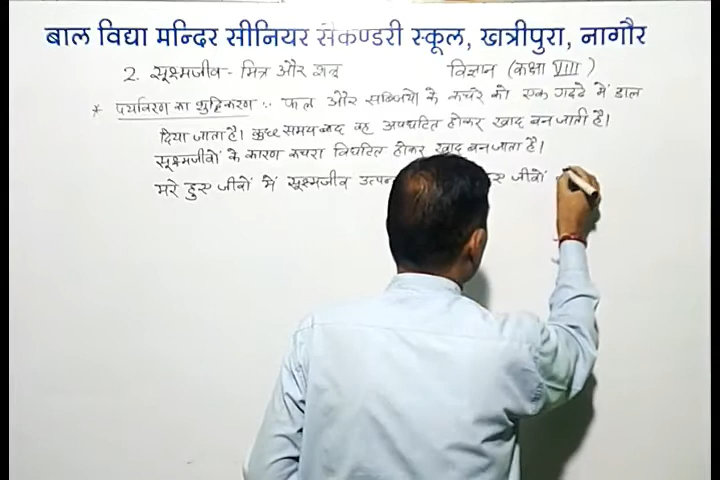 बाल विद्या मन्दिर सीनियर सैकण्डरी स्कूल, खत्रीपुरा, नागौर
2. सूक्ष्मजीव - मित्र और शत्रु विज्ञान (कक्षा VIII)
* पर्यावरण का शुद्धिकरण :- फल और सब्जियों के कचरे को एक गड्ढे में डाल
दिया जाता है। कुछ समय बाद वह अपघटित होकर खाद बन जाती है।
सूक्ष्मजीवों के कारण कचरा विघटित होकर खाद बन जाता है।
मरे हुए जीवों में सूक्ष्मजीव उत्पन जीवों